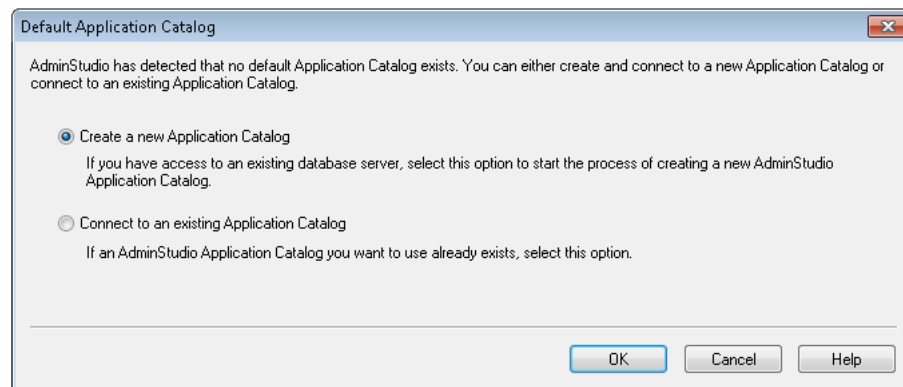 Default Application Catalog
AdminStudio has detected that no default Application Catalog exists. You can either create and connect to a new Application Catalog or
connect to an existing Application Catalog.
Create a new Application Catalog
If you have access to an existing database server, select this option to start the process of creating a new AdminStudio
Application Catalog.
Connect to an existing Application Catalog
If an AdminStudio Application Catalog you want to use already exists, select this option.
OK Cancel Help